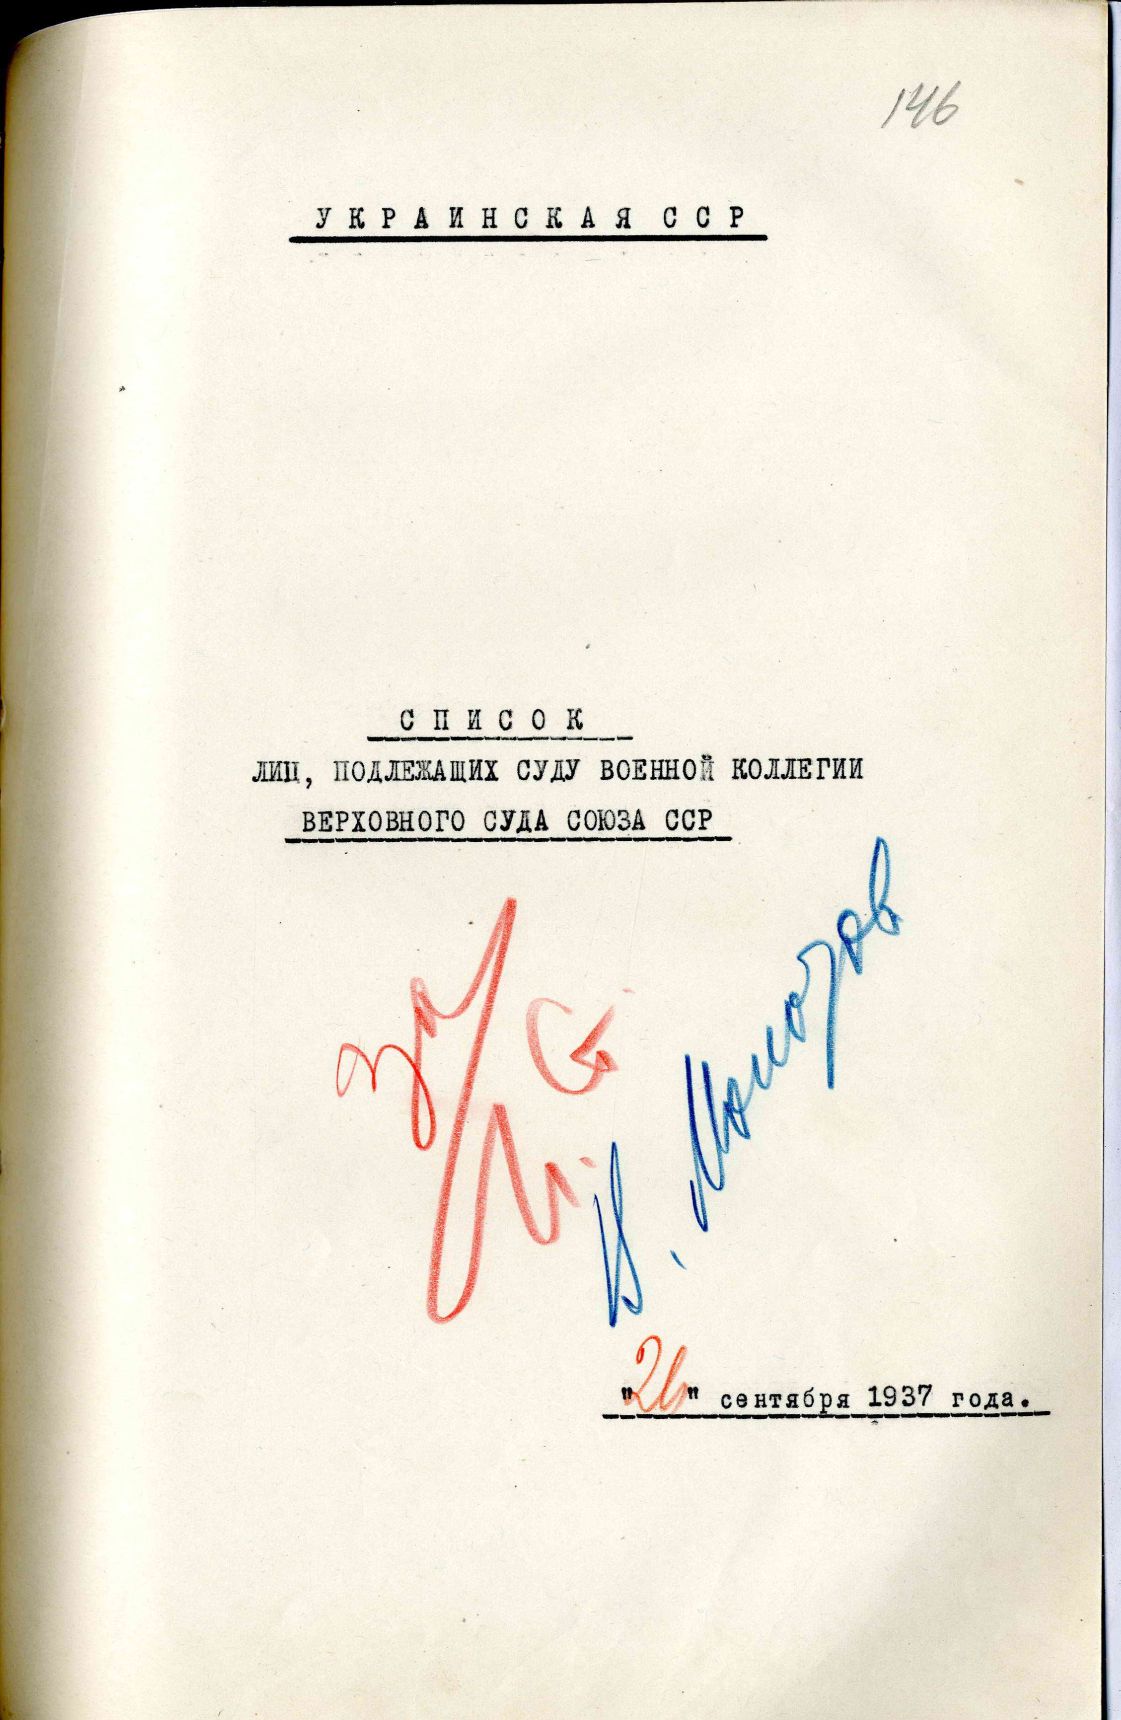 146
УКРАИНСКАЯ ССР
СПИСОК
ЛИЦ, ПОДЛЕЖАЩИХ СУДУ ВОЕННОЙ КОЛЛЕГИИ
ВЕРХОВНОГО СУДА СОЮЗА ССР
за
В. Молотов
"26" сентября 1937 года.